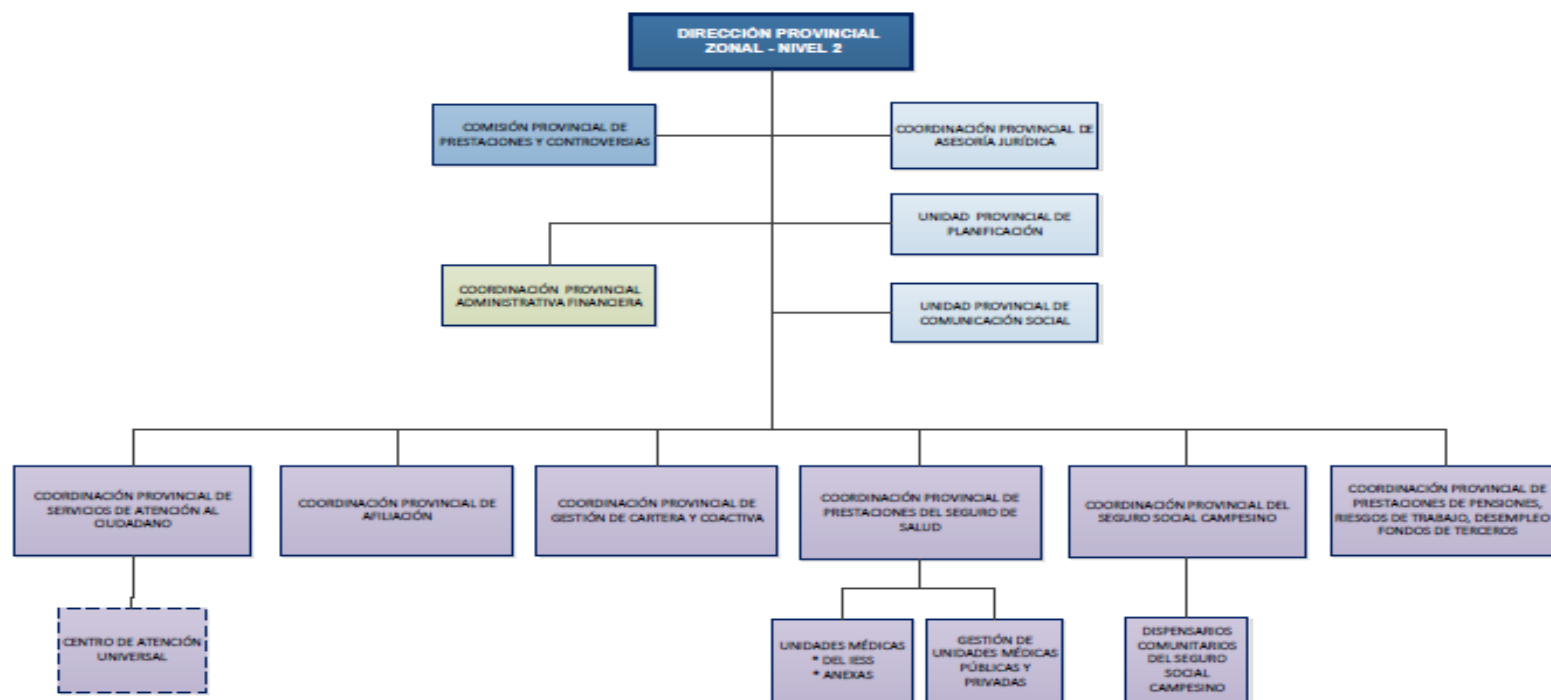 DIRECCIÓN PROVINCIAL
ZONAL - NIVEL 2
COMISIÓN PROVINCIAL DE
PRESTACIONES Y CONTROVERSIAS
COORDINACIÓN PROVINCIAL DE
ASESORÍA JURÍDICA
UNIDAD PROVINCIAL DE
PLANIFICACIÓN
COORDINACIÓN PROVINCIAL
ADMINISTRATIVA FINANCIERA
UNIDAD PROVINCIAL DE
COMUNICACIÓN SOCIAL
COORDINACIÓN PROVINCIAL DE
SERVICIOS DE ATENCIÓN AL
CIUDADANO
COORDINACIÓN PROVINCIAL DE
AFILIACIÓN
COORDINACIÓN PROVINCIAL DE
GESTIÓN DE CARTERA Y COACTIVA
COORDINACIÓN PROVINCIAL DE
PRESTACIONES DEL SEGURO DE
SALUD
COORDINACIÓN PROVINCIAL DEL
SEGURO SOCIAL CAMPESINO
COORDINACIÓN PROVINCIAL DE
PRESTACIONES DE PENSIONES,
RIESGOS DE TRABAJO, DESEMPLEO
FONDOS DE TERCEROS
CENTRO DE ATENCIÓN
UNIVERSAL
UNIDADES MÉDICAS
* DEL IESS
* ANEXAS
GESTIÓN DE
UNIDADES MÉDICAS
PÚBLICAS Y
PRIVADAS
DISPENSARIOS
COMUNITARIOS
DEL SEGURO
SOCIAL
CAMPESINO